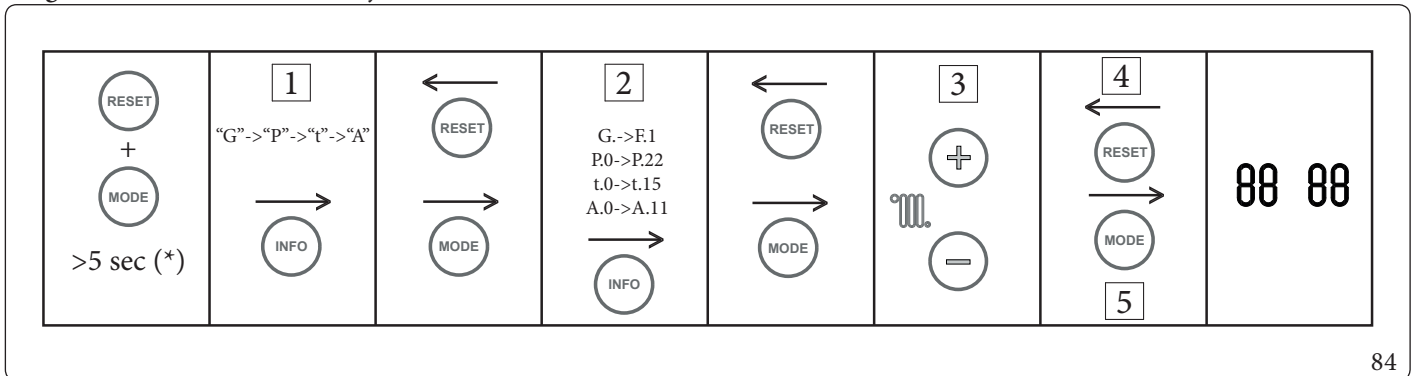 RESET
+
MODE
>5 sec (*)
1
“G”->“P”->“t”->“A”
INFO
RESET
MODE
2
G.->F.1
P.0->P.22
t.0->t.15
A.0->A.11
INFO
RESET
MODE
3
+
−
4
RESET
MODE
5
88 88
84